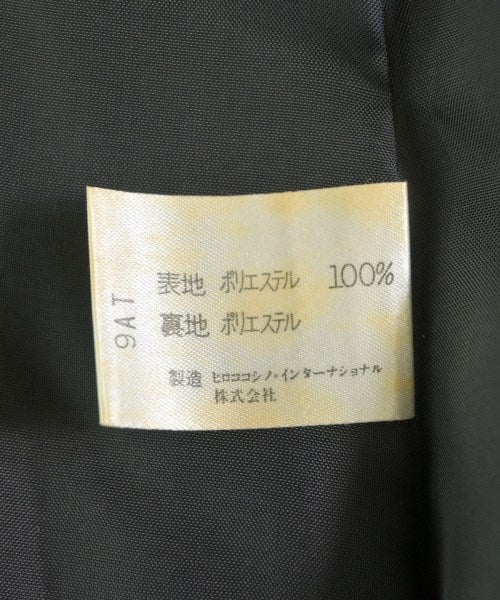 9AT
表地 ポリエステル 100%
裏地 ポリエステル
製造 ヒロココシノ・インターナショナル
株式会社